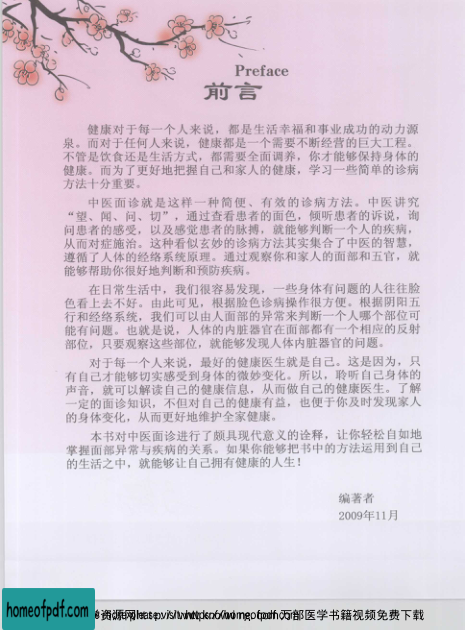 Preface
前言
健康对于每一个人来说，都是生活幸福和事业成功的动力源
泉。而对于任何人来说，健康都是一个需要不断经营的巨大工程。
不管是饮食还是生活方式，都需要全面调养，你才能够保持身体的
健康。而为了更好地把握自己和家人的健康，学习一些简单的诊病
方法十分重要。
中医面诊就是这样一种简便、有效的诊病方法。中医讲究
“望、闻、问、切”，通过查看患者的面色，倾听患者的诉说，询
问患者的感受，以及感觉患者的脉搏，就能够判断一个人的疾病，
从而对症施治。这种看似玄妙的诊病方法其实集合了中医的智慧，
遵循了人体的经络系统原理。通过观察你和家人的面部和五官，就
能够帮助你很好地判断和预防疾病。
在日常生活中，我们很容易发现，一些身体有问题的人往往脸
色看上去不好。由此可见，根据脸色诊病操作很方便。根据阴阳五
行和经络系统，我们可以由人面部的异常来判断一个人哪个部位可
能有问题。也就是说，人体的内脏器官在面部都有一个相应的反射
部位，只要观察这些部位，就能够发现人体内脏器官的问题。
对于每一个人来说，最好的健康医生就是自己。这是因为，只
有自己才能够切实感受到身体的微妙变化。所以，聆听自己身体的
声音，就可以解读自己的健康信息，从而做自己的健康医生。了解
一定的面诊知识，不但对自己的健康有益，也便于你及时发现家人
的身体变化，从而更好地维护全家健康。
本书对中医面诊进行了颇具现代意义的诠释，让你轻松自如地
掌握面部异常与疾病的关系。如果你能够把书中的方法运用到自己
的生活之中，就能够让自己拥有健康的人生！
编著者
2009年11月
homeofpdf.com
资源网 万部医学书籍视频免费下载